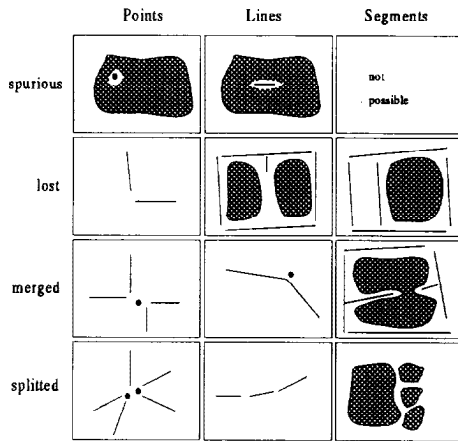 Points Lines Segments
spurious
not
possible
lost
merged
splitted